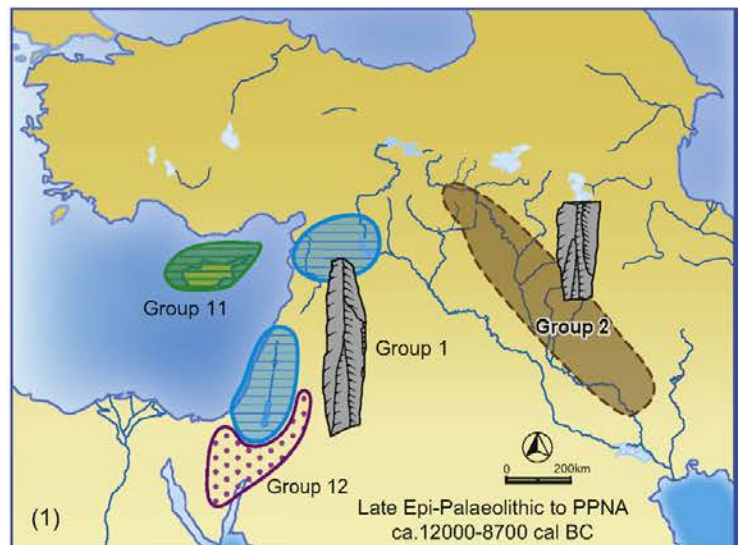 Group 11
Group 1
Group 2
Group 12
0 200km
(1)
Late Epi-Palaeolithic to PPNA
ca.12000-8700 cal BC